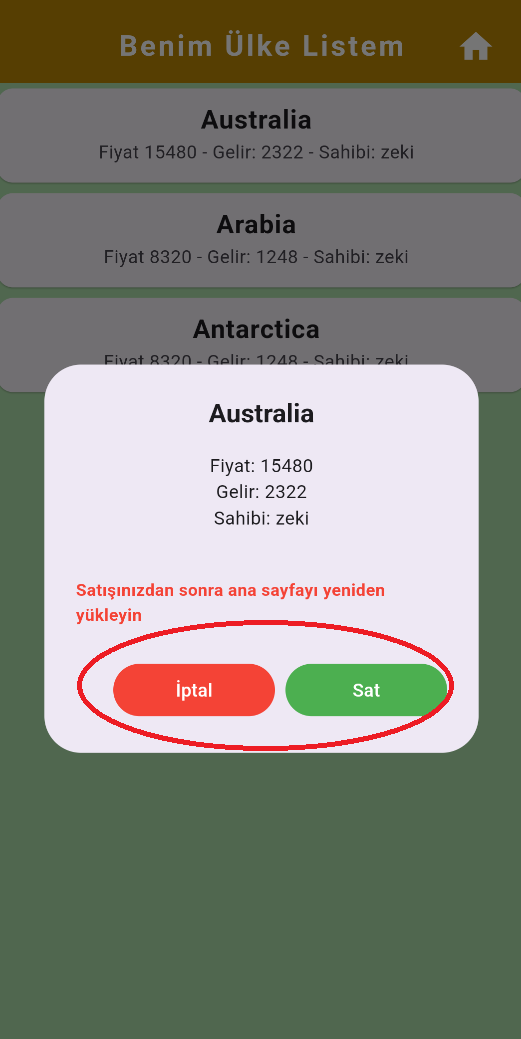 Benim Ülke Listem
Australia
Fiyat 15480 - Gelir: 2322 - Sahibi: zeki
Arabia
Fiyat 8320 - Gelir: 1248 - Sahibi: zeki
Antarctica
Fiyat 8320 - Gelir: 1248 - Sahibi: zeki
Australia
Fiyat: 15480
Gelir: 2322
Sahibi: zeki
Satışınızdan sonra ana sayfayı yeniden
yükleyin
İptal
Sat